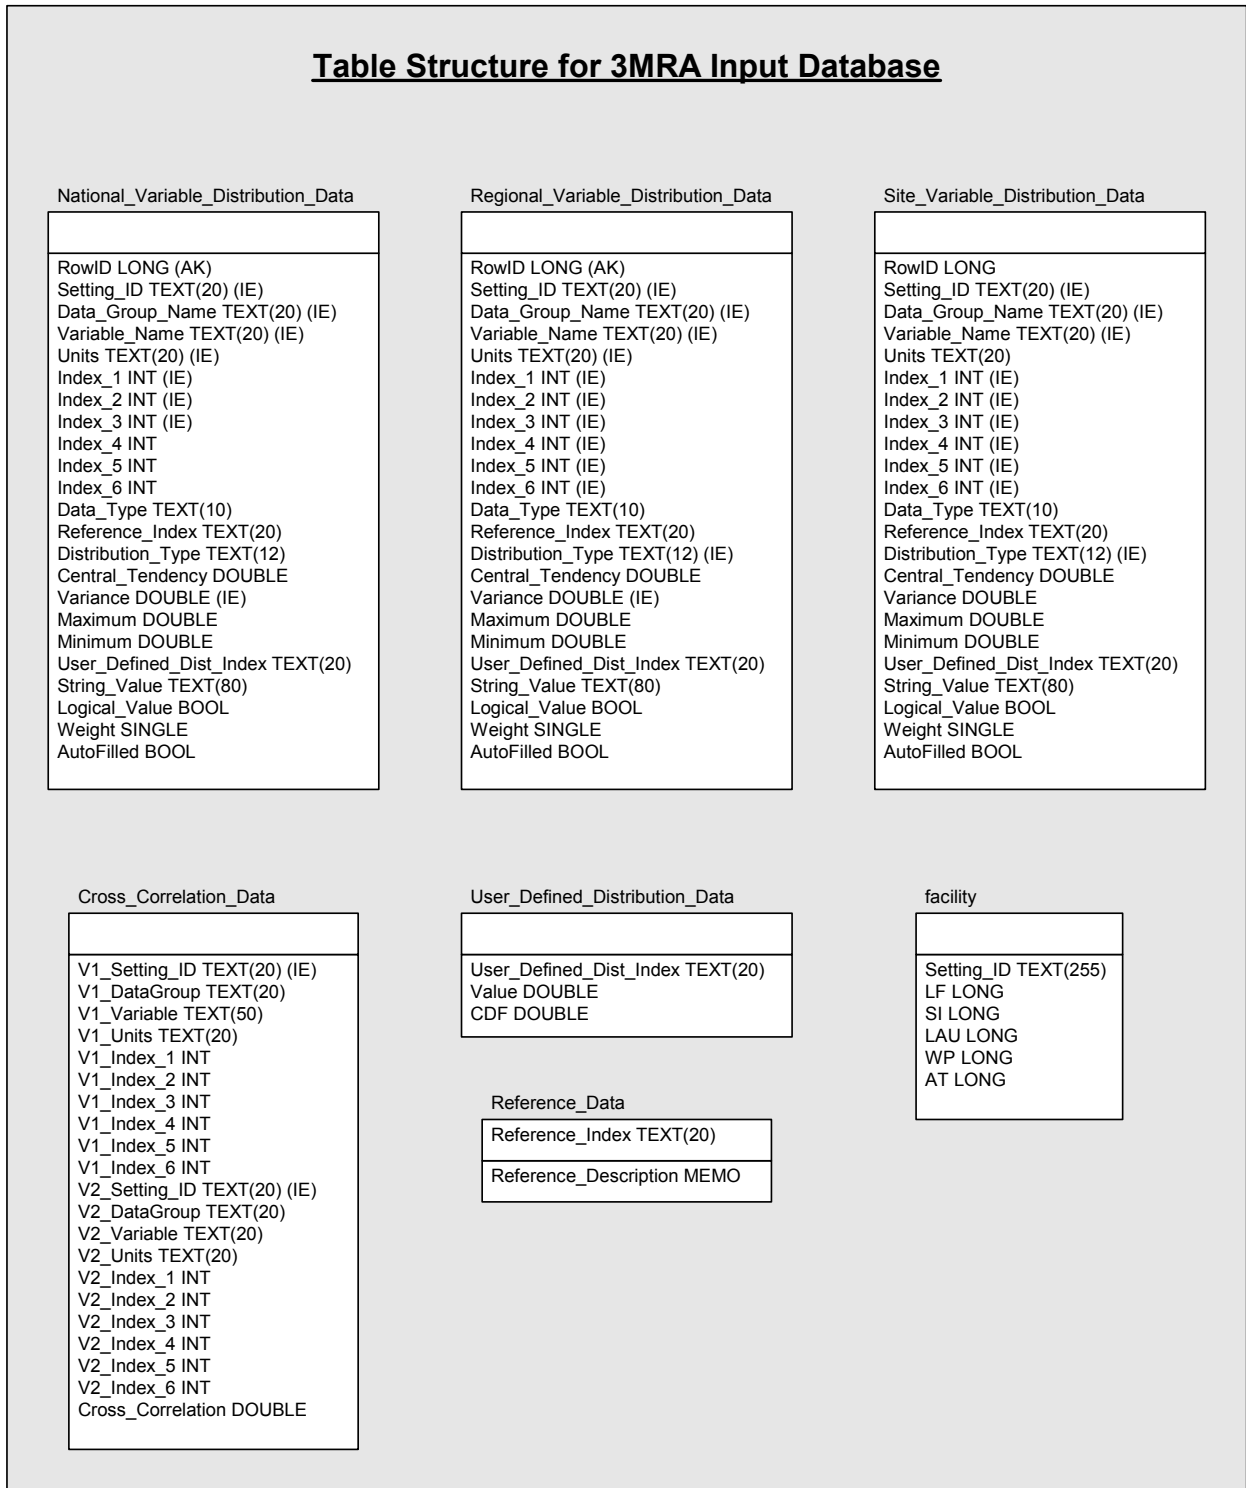 Table Structure for 3MRA Input Database
National_Variable_Distribution_Data
RowID LONG (AK)
Setting_ID TEXT(20) (IE)
Data_Group_Name TEXT(20) (IE)
Variable_Name TEXT(20) (IE)
Units TEXT(20) (IE)
Index_1 INT (IE)
Index_2 INT (IE)
Index_3 INT (IE)
Index_4 INT
Index_5 INT
Index_6 INT
Data_Type TEXT(10)
Reference_Index TEXT(20)
Distribution_Type TEXT(12)
Central_Tendency DOUBLE
Variance DOUBLE (IE)
Maximum DOUBLE
Minimum DOUBLE
User_Defined_Dist_Index TEXT(20)
String_Value TEXT(80)
Logical_Value BOOL
Weight SINGLE
AutoFilled BOOL
Regional_Variable_Distribution_Data
RowID LONG (AK)
Setting_ID TEXT(20) (IE)
Data_Group_Name TEXT(20) (IE)
Variable_Name TEXT(20) (IE)
Units TEXT(20) (IE)
Index_1 INT (IE)
Index_2 INT (IE)
Index_3 INT (IE)
Index_4 INT (IE)
Index_5 INT (IE)
Index_6 INT (IE)
Data_Type TEXT(10)
Reference_Index TEXT(20)
Distribution_Type TEXT(12) (IE)
Central_Tendency DOUBLE
Variance DOUBLE (IE)
Maximum DOUBLE
Minimum DOUBLE
User_Defined_Dist_Index TEXT(20)
String_Value TEXT(80)
Logical_Value BOOL
Weight SINGLE
AutoFilled BOOL
Site_Variable_Distribution_Data
RowID LONG
Setting_ID TEXT(20) (IE)
Data_Group_Name TEXT(20) (IE)
Variable_Name TEXT(20) (IE)
Units TEXT(20)
Index_1 INT (IE)
Index_2 INT (IE)
Index_3 INT (IE)
Index_4 INT (IE)
Index_5 INT (IE)
Index_6 INT (IE)
Data_Type TEXT(10)
Reference_Index TEXT(20)
Distribution_Type TEXT(12) (IE)
Central_Tendency DOUBLE
Variance DOUBLE
Maximum DOUBLE
Minimum DOUBLE
User_Defined_Dist_Index TEXT(20)
String_Value TEXT(80)
Logical_Value BOOL
Weight SINGLE
AutoFilled BOOL
Cross_Correlation_Data
V1_Setting_ID TEXT(20) (IE)
V1_DataGroup TEXT(20)
V1_Variable TEXT(50)
V1_Units TEXT(20)
V1_Index_1 INT
V1_Index_2 INT
V1_Index_3 INT
V1_Index_4 INT
V1_Index_5 INT
V1_Index_6 INT
V2_Setting_ID TEXT(20) (IE)
V2_DataGroup TEXT(20)
V2_Variable TEXT(20)
V2_Units TEXT(20)
V2_Index_1 INT
V2_Index_2 INT
V2_Index_3 INT
V2_Index_4 INT
V2_Index_5 INT
V2_Index_6 INT
Cross_Correlation DOUBLE
User_Defined_Distribution_Data
User_Defined_Dist_Index TEXT(20)
Value DOUBLE
CDF DOUBLE
Reference_Data
Reference_Index TEXT(20)
Reference_Description MEMO
facility
Setting_ID TEXT(255)
LF LONG
SI LONG
LAU LONG
WP LONG
AT LONG